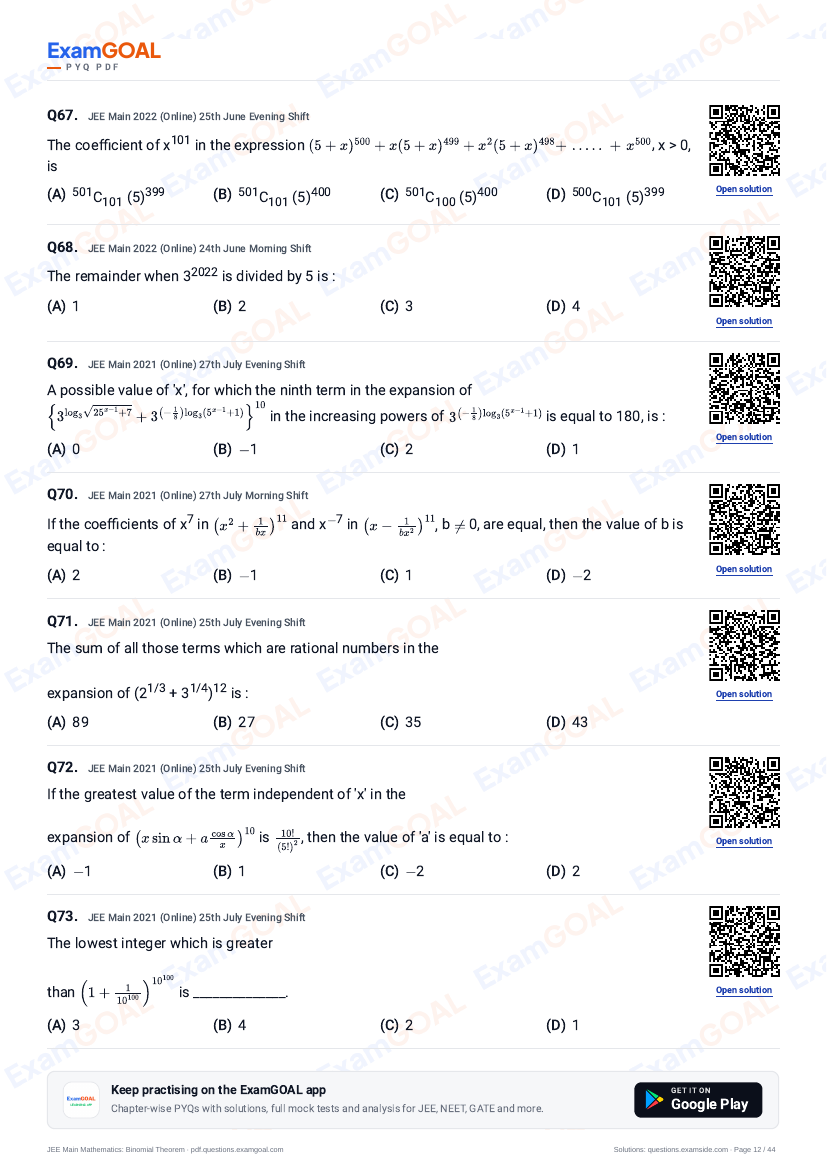 ExamGOAL
PYQ PDF
Q67. JEE Main 2022 (Online) 25th June Evening Shift
The coefficient of x^101 in the expression (5 + x)^500 + x(5 + x)^499 + x^2(5 + x)^498 + ..... + x^500, x > 0,
is
(A) ^501C_101 (5)^399 (B) ^501C_101 (5)^400 (C) ^501C_100 (5)^400 (D) ^500C_101 (5)^399
Open solution
Q68. JEE Main 2022 (Online) 24th June Morning Shift
The remainder when 3^2022 is divided by 5 is :
(A) 1 (B) 2 (C) 3 (D) 4
Open solution
Q69. JEE Main 2021 (Online) 27th July Evening Shift
A possible value of 'x', for which the ninth term in the expansion of
{3^(log_3 √(25^(x−1)+7)) + 3^((−1/8)log_3(5^(x−1)+1))}^10 in the increasing powers of 3^((−1/8)log_3(5^(x−1)+1)) is equal to 180, is :
(A) 0 (B) −1 (C) 2 (D) 1
Open solution
Q70. JEE Main 2021 (Online) 27th July Morning Shift
If the coefficients of x^7 in (x^2 + 1/bx)^11 and x^−7 in (x − 1/bx^2)^11, b ≠ 0, are equal, then the value of b is
equal to :
(A) 2 (B) −1 (C) 1 (D) −2
Open solution
Q71. JEE Main 2021 (Online) 25th July Evening Shift
The sum of all those terms which are rational numbers in the
expansion of (2^1/3 + 3^1/4)^12 is :
(A) 89 (B) 27 (C) 35 (D) 43
Open solution
Q72. JEE Main 2021 (Online) 25th July Evening Shift
If the greatest value of the term independent of 'x' in the
expansion of (x sin α + a cos α/x)^10 is 10!/(5!)^2, then the value of 'a' is equal to :
(A) −1 (B) 1 (C) −2 (D) 2
Open solution
Q73. JEE Main 2021 (Online) 25th July Evening Shift
The lowest integer which is greater
than (1 + 1/10^100)^10^100 is ______________.
(A) 3 (B) 4 (C) 2 (D) 1
Open solution
Keep practising on the ExamGOAL app
Chapter-wise PYQs with solutions, full mock tests and analysis for JEE, NEET, GATE and more.
GET IT ON
Google Play
JEE Main Mathematics: Binomial Theorem · pdf.questions.examgoal.com
Solutions: questions.examside.com · Page 12 / 44